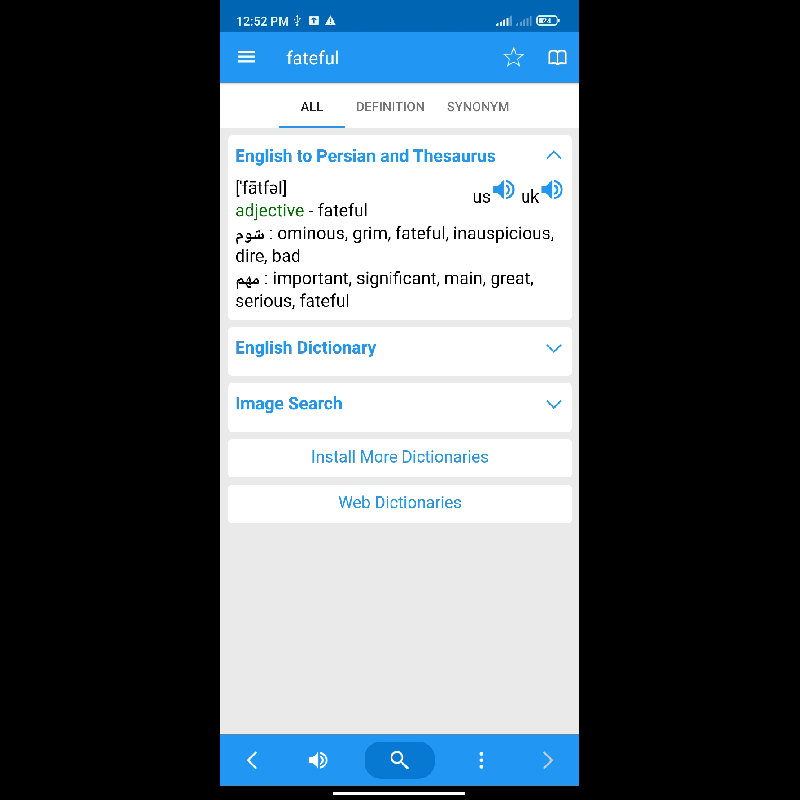 12:52 PM
fateful
ALL DEFINITION SYNONYM
English to Persian and Thesaurus
['fātfəl]
us uk
adjective - fateful
شوم : ominous, grim, fateful, inauspicious,
dire, bad
مهم : important, significant, main, great,
serious, fateful
English Dictionary
Image Search
Install More Dictionaries
Web Dictionaries